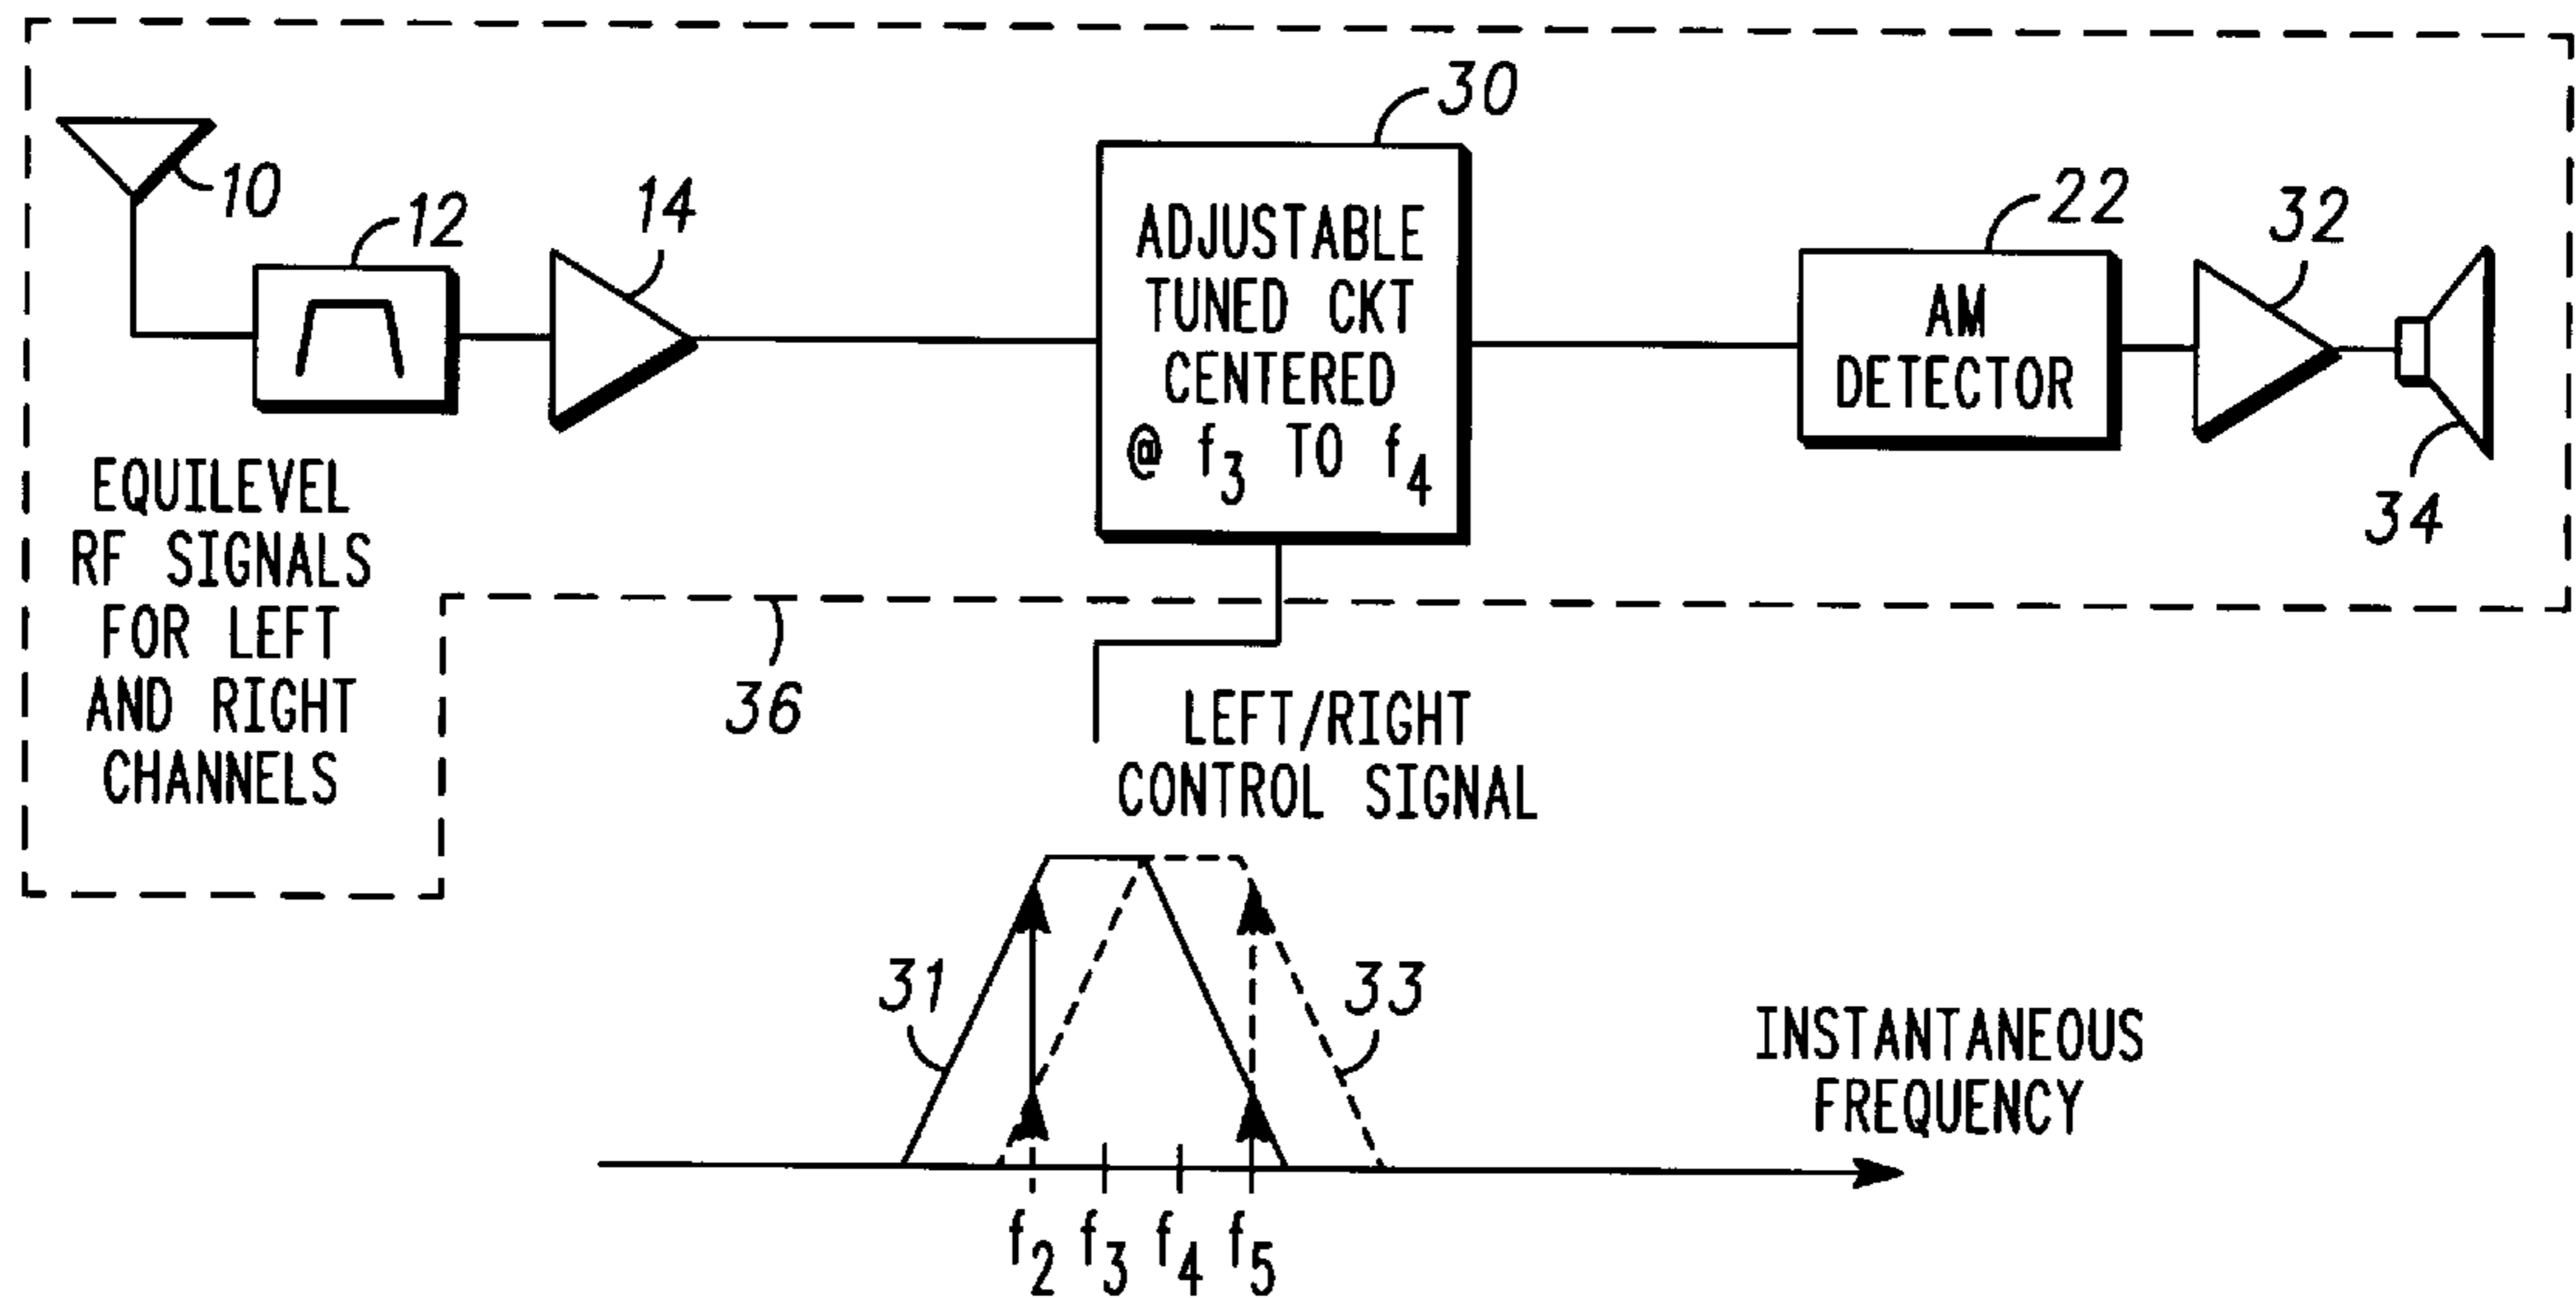 30
10
12
14
22
32
ADJUSTABLE
TUNED CKT
CENTERED
@ f3 TO f4
AM
DETECTOR
34
EQUILEVEL
RF SIGNALS
FOR LEFT
AND RIGHT
CHANNELS
36
LEFT/RIGHT
CONTROL SIGNAL
31
33
INSTANTANEOUS
FREQUENCY
f2 f3 f4 f5